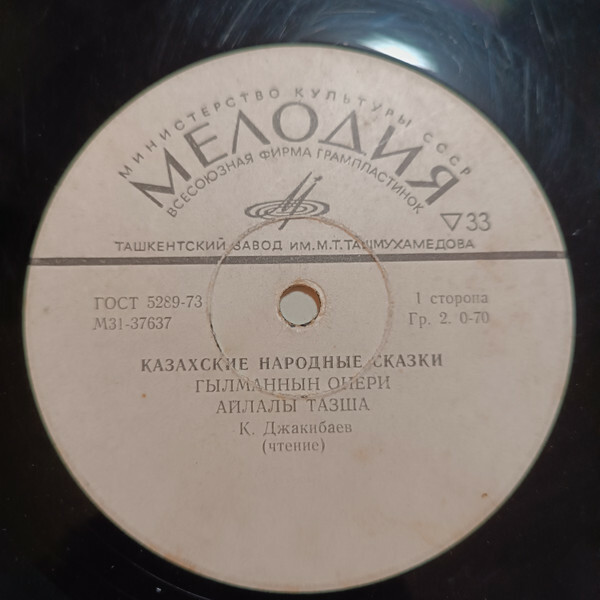 МИНИСТЕРСТВО КУЛЬТУРЫ СССР
МЕЛОДИЯ
ВСЕСОЮЗНАЯ ФИРМА ГРАМПЛАСТИНОК
▽33
ТАШКЕНТСКИЙ ЗАВОД ИМ.М.Т.ТАШМУХАМЕДОВА
ГОСТ 5289-73
М31-37637
1 сторона
Гр. 2. 0-70
КАЗАХСКИЕ НАРОДНЫЕ СКАЗКИ
ГЫЛМАННЫН ОНЕРИ
АЙЛАЛЫ ТАЗША
К. Джакибаев
(чтение)